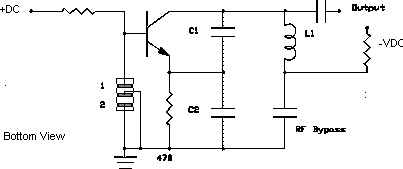 +DC
Output
C1
L1
-VDC
1
2
C2
Bottom View
470
RF Bypass